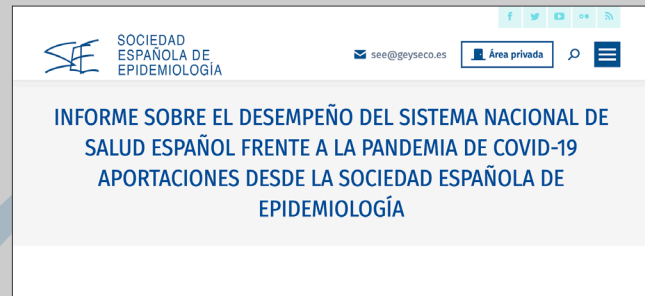 SOCIEDAD
ESPAÑOLA DE
EPIDEMIOLOGÍA
see@geyseco.es
Área privada
INFORME SOBRE EL DESEMPEÑO DEL SISTEMA NACIONAL DE
SALUD ESPAÑOL FRENTE A LA PANDEMIA DE COVID-19
APORTACIONES DESDE LA SOCIEDAD ESPAÑOLA DE
EPIDEMIOLOGÍA